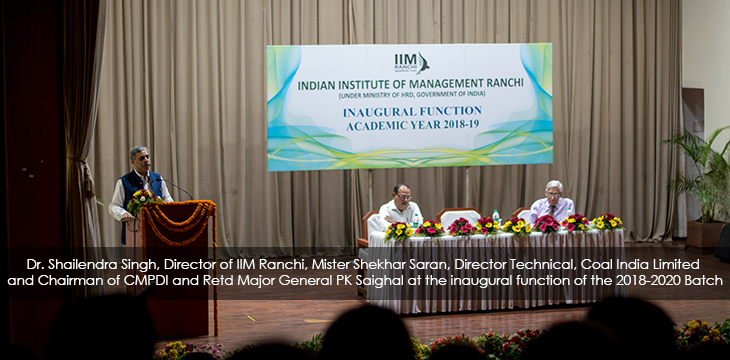 IIM
RANCHI
INDIAN INSTITUTE OF MANAGEMENT RANCHI
(UNDER MINISTRY OF HRD, GOVERNMENT OF INDIA)
INAUGURAL FUNCTION
ACADEMIC YEAR 2018-19
Dr. Shailendra Singh, Director of IIM Ranchi, Mister Shekhar Saran, Director Technical, Coal India Limited
and Chairman of CMPDI and Retd Major General PK Saighal at the inaugural function of the 2018-2020 Batch